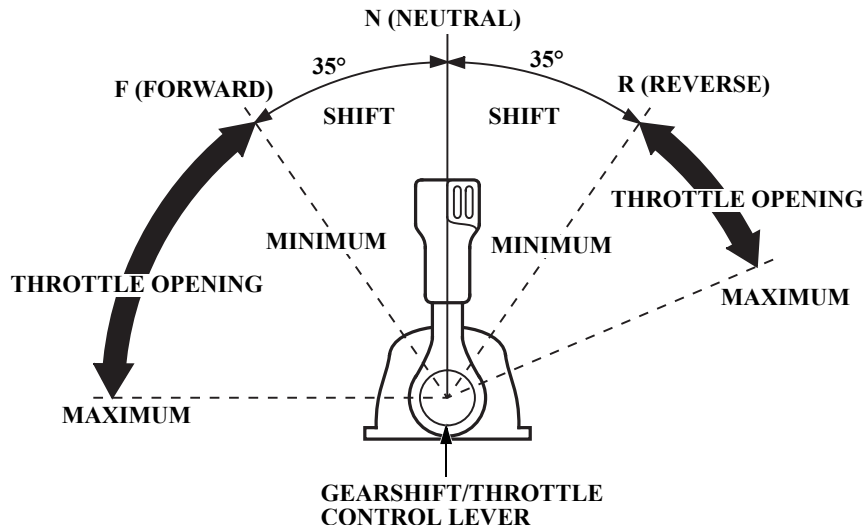 N (NEUTRAL)
35°
35°
F (FORWARD)
R (REVERSE)
SHIFT
SHIFT
THROTTLE OPENING
MINIMUM
MINIMUM
THROTTLE OPENING
MAXIMUM
MAXIMUM
GEARSHIFT/THROTTLE
CONTROL LEVER